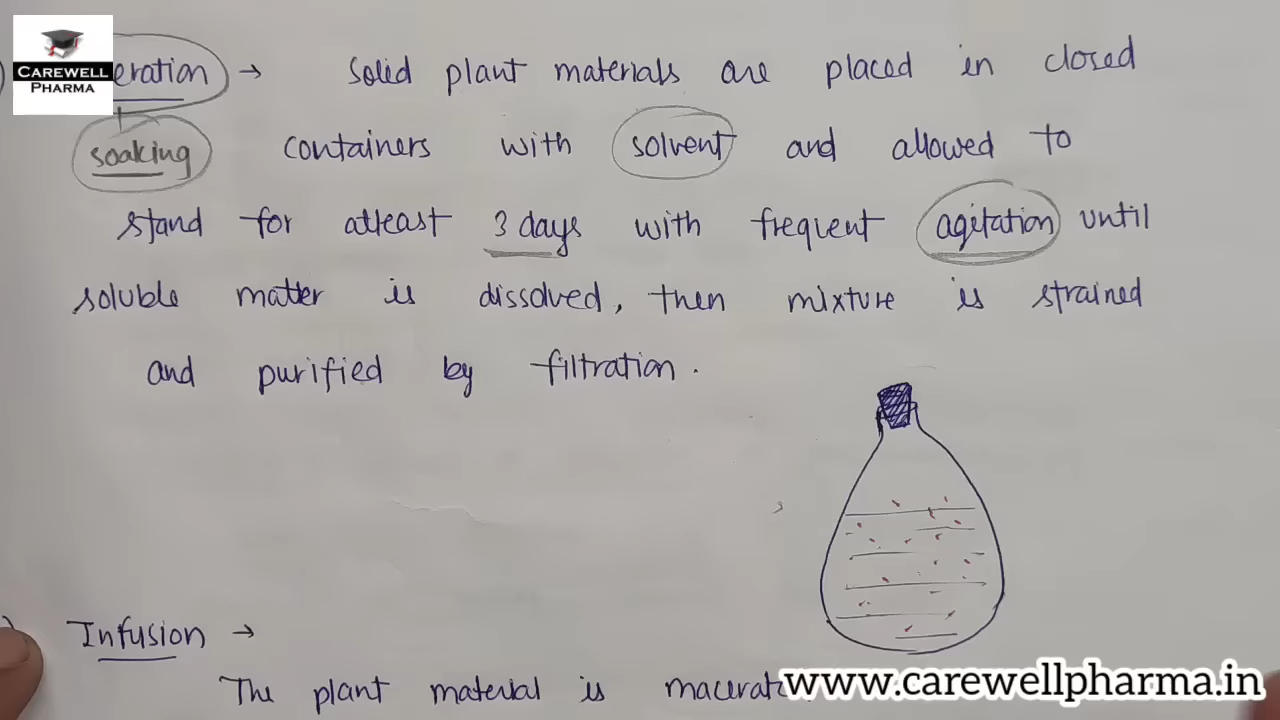 CAREWELL
PHARMA
eration → Solid plant materials are placed in closed
soaking containers with solvent and allowed to
stand for atleast 3 days with frequent agitation until
soluble matter is dissolved, then mixture is strained
and purified by filtration.
Infusion →
The plant material is macerat
www.carewellpharma.in